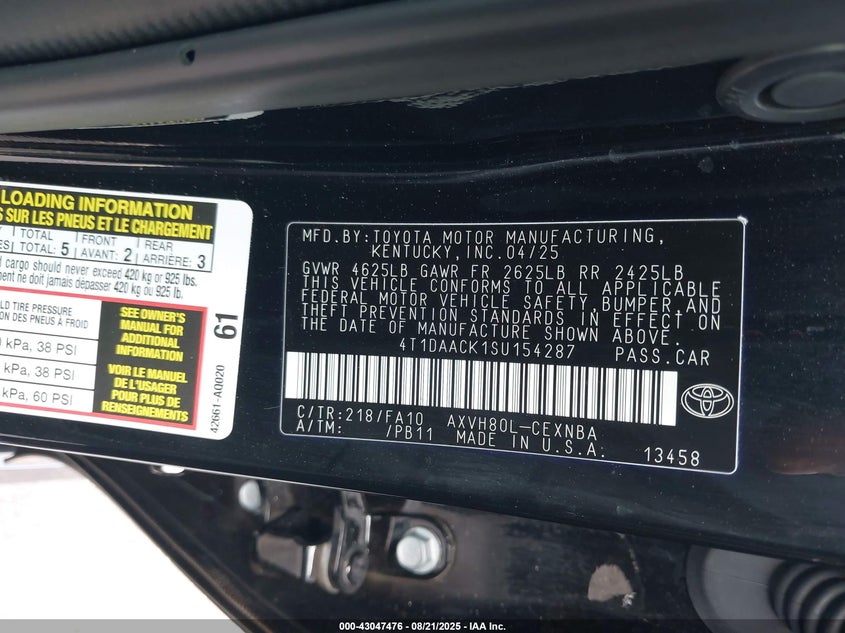 LOADING INFORMATION
SUR LES PNEUS ET LE CHARGEMENT
TOTAL FRONT REAR
TOTAL: 5 AVANT: 2 ARRIÈRE: 3
cargo should never exceed 420 kg or 925 lbs.
ne doit jamais dépasser 420 kg ou 925 lb.
TIRE PRESSURE
DES PNEUS À FROID
kPa, 38 PSI
kPa, 38 PSI
kPa, 60 PSI
SEE OWNER'S
MANUAL FOR
ADDITIONAL
INFORMATION
VOIR LE MANUEL
DE L'USAGER
POUR PLUS DE
RENSEIGNEMENTS
61
42661-A0020
MFD.BY:TOYOTA MOTOR MANUFACTURING,
KENTUCKY, INC.04/25
GVWR 4625LB GAWR FR 2625LB RR 2425LB
THIS VEHICLE CONFORMS TO ALL APPLICABLE
FEDERAL MOTOR VEHICLE SAFETY, BUMPER,AND
THEFT PREVENTION STANDARDS IN EFFECT ON
THE DATE OF MANUFACTURE SHOWN ABOVE.
4T1DAACK1SU154287 PASS.CAR
C/TR:218/FA10 AXVH80L-CEXNBA
A/TM: /PB11 MADE IN U.S.A. 13458
000-43047476 - 08/21/2025 - IAA Inc.